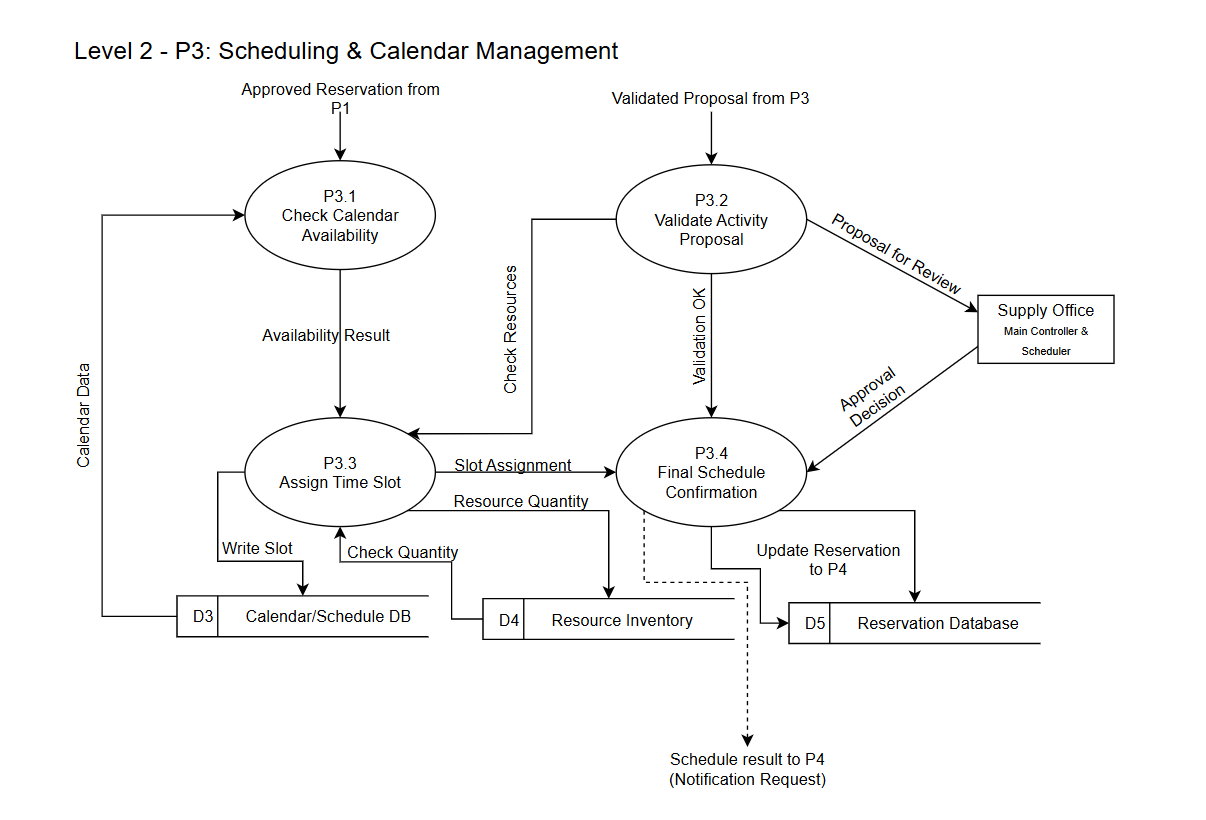 Level 2 - P3: Scheduling & Calendar Management
Approved Reservation from
P1
Validated Proposal from P3
P3.1
Check Calendar
Availability
P3.2
Validate Activity
Proposal
Proposal for Review
Supply Office
Main Controller &
Scheduler
Check Resources
Validation OK
Availability Result
Calendar Data
Approval
Decision
P3.3
Assign Time Slot
Slot Assignment
P3.4
Final Schedule
Confirmation
Resource Quantity
Write Slot
Check Quantity
Update Reservation
to P4
D3
Calendar/Schedule DB
D4
Resource Inventory
D5
Reservation Database
Schedule result to P4
(Notification Request)